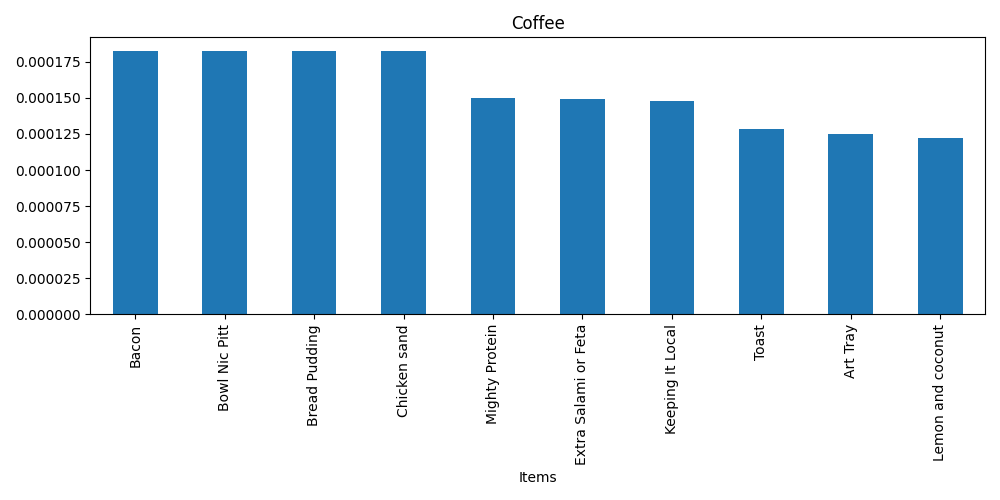 Coffee
0.000175
0.000150
0.000125
0.000100
0.000075
0.000050
0.000025
0.000000
Bacon
Bowl Nic Pitt
Bread Pudding
Chicken sand
Mighty Protein
Extra Salami or Feta
Keeping It Local
Toast
Art Tray
Lemon and coconut
Items